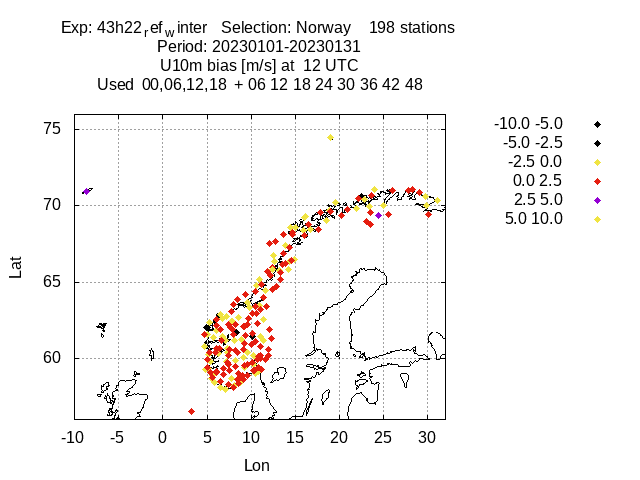 Exp: 43h22refwinter Selection: Norway 198 stations
Period: 20230101-20230131
U10m bias [m/s] at 12 UTC
Used 00,06,12,18 + 06 12 18 24 30 36 42 48
75
70
65
60
Lat
-10 -5 0 5 10 15 20 25 30
Lon
-10.0 -5.0
-5.0 -2.5
-2.5 0.0
0.0 2.5
2.5 5.0
5.0 10.0